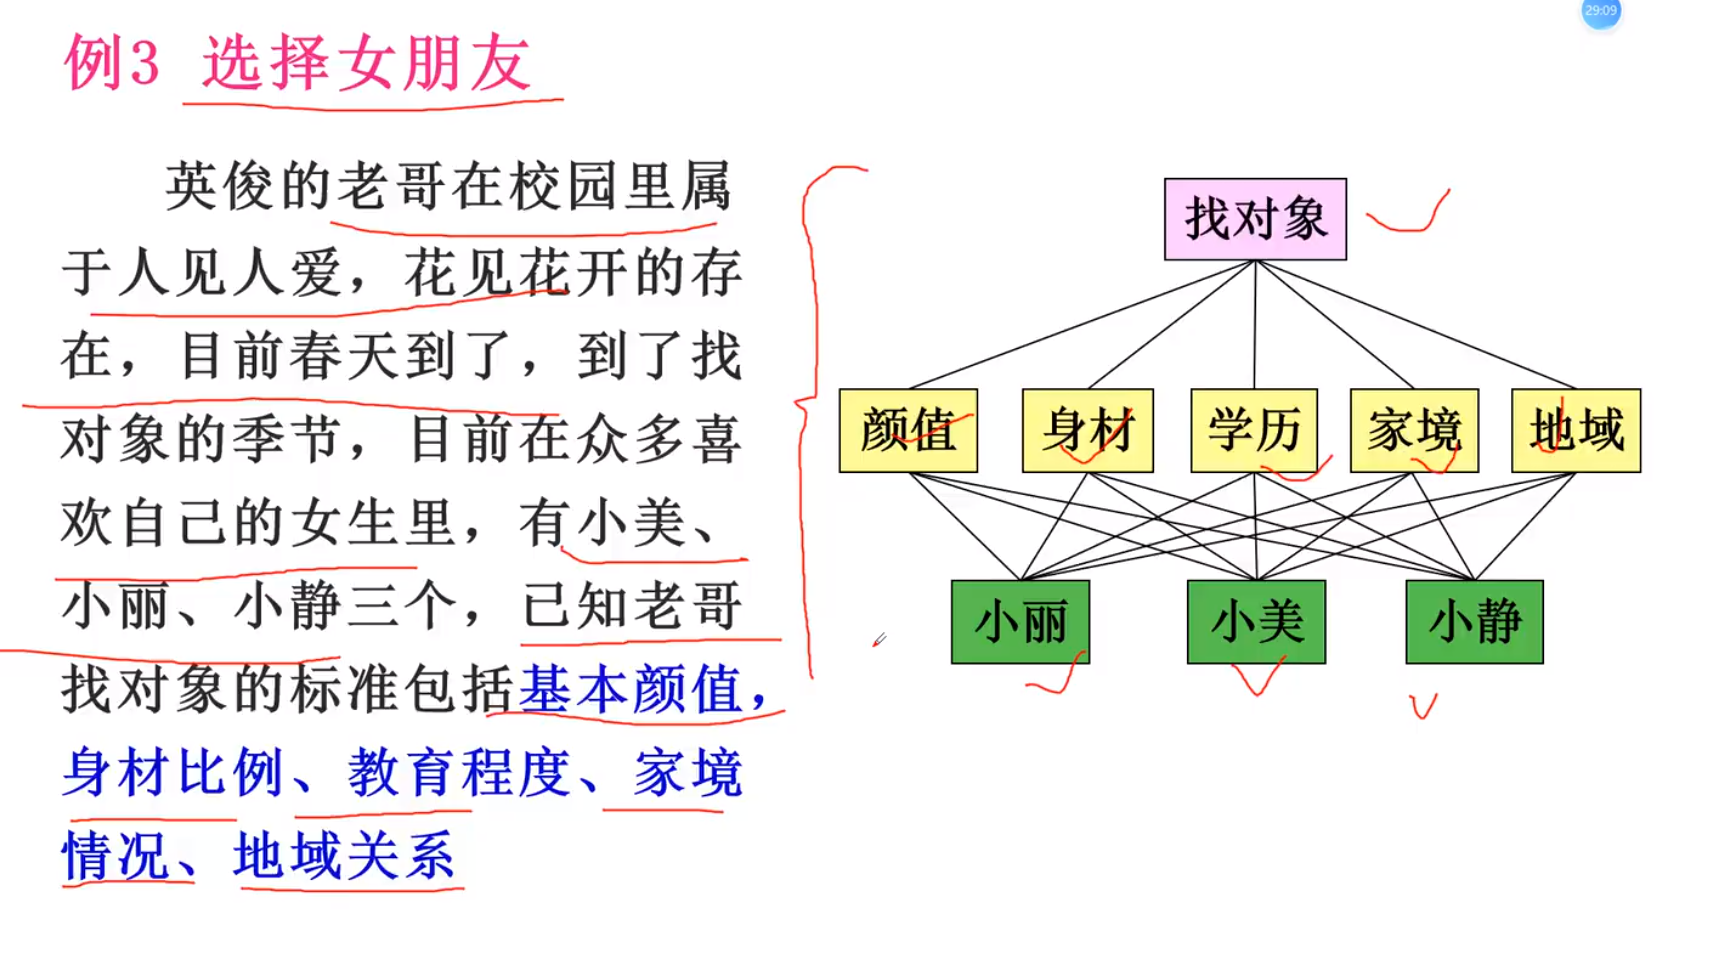 29:09
例3 选择女朋友
英俊的老哥在校园里属
于人见人爱，花见花开的存
在，目前春天到了，到了找
对象的季节，目前在众多喜
欢自己的女生里，有小美、
小丽、小静三个，已知老哥
找对象的标准包括基本颜值，
身材比例、教育程度、家境
情况、地域关系
找对象
颜值 身材 学历 家境 地域
小丽 小美 小静